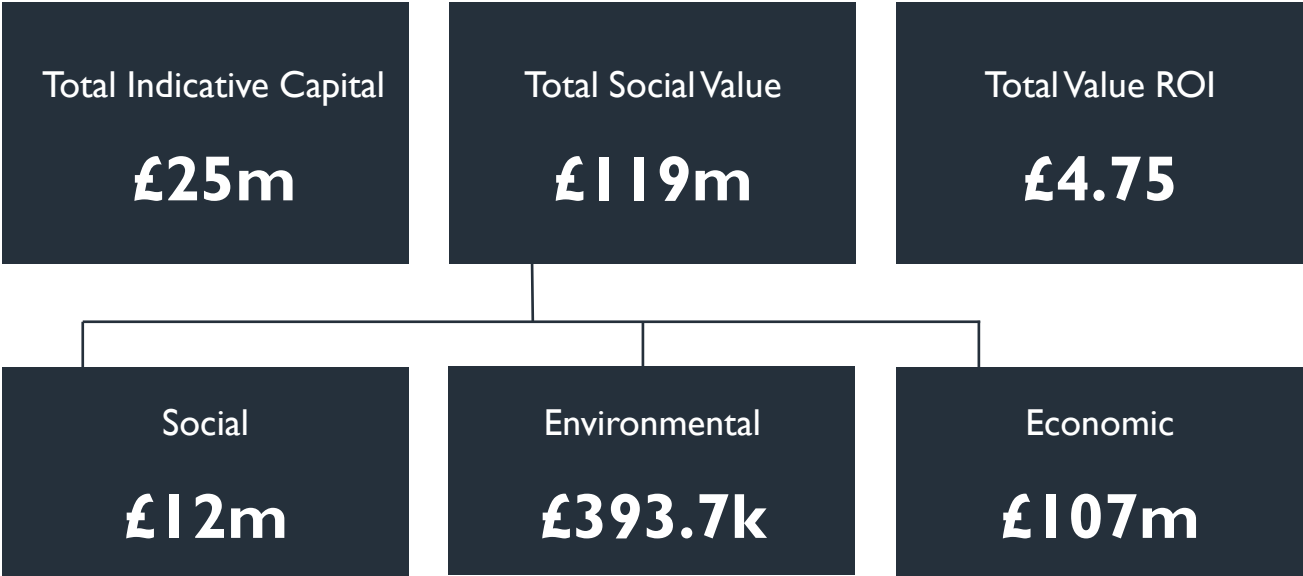 Total Indicative Capital
£25m
Total Social Value
£119m
Total Value ROI
£4.75
Social
£12m
Environmental
£393.7k
Economic
£107m